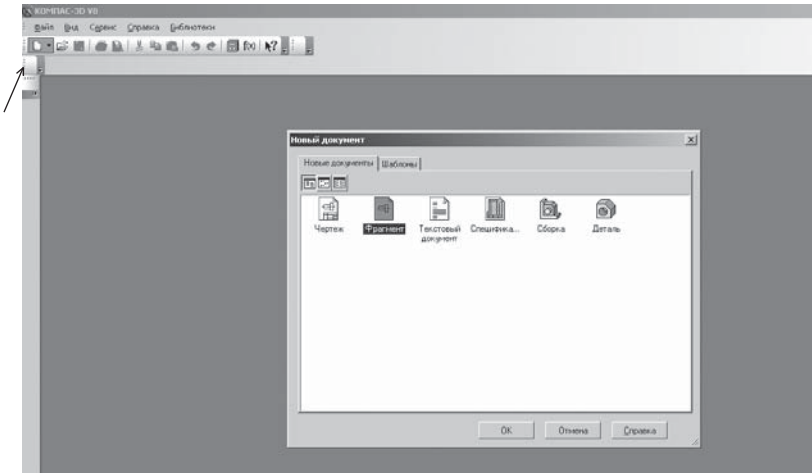 КОМПАС-3D V8
Файл Вид Сервис Справка Библиотеки
f(x)
Новый документ
Новые документы Шаблоны
Чертеж Фрагмент Текстовый документ Специфика... Сборка Деталь
OK Отмена Справка